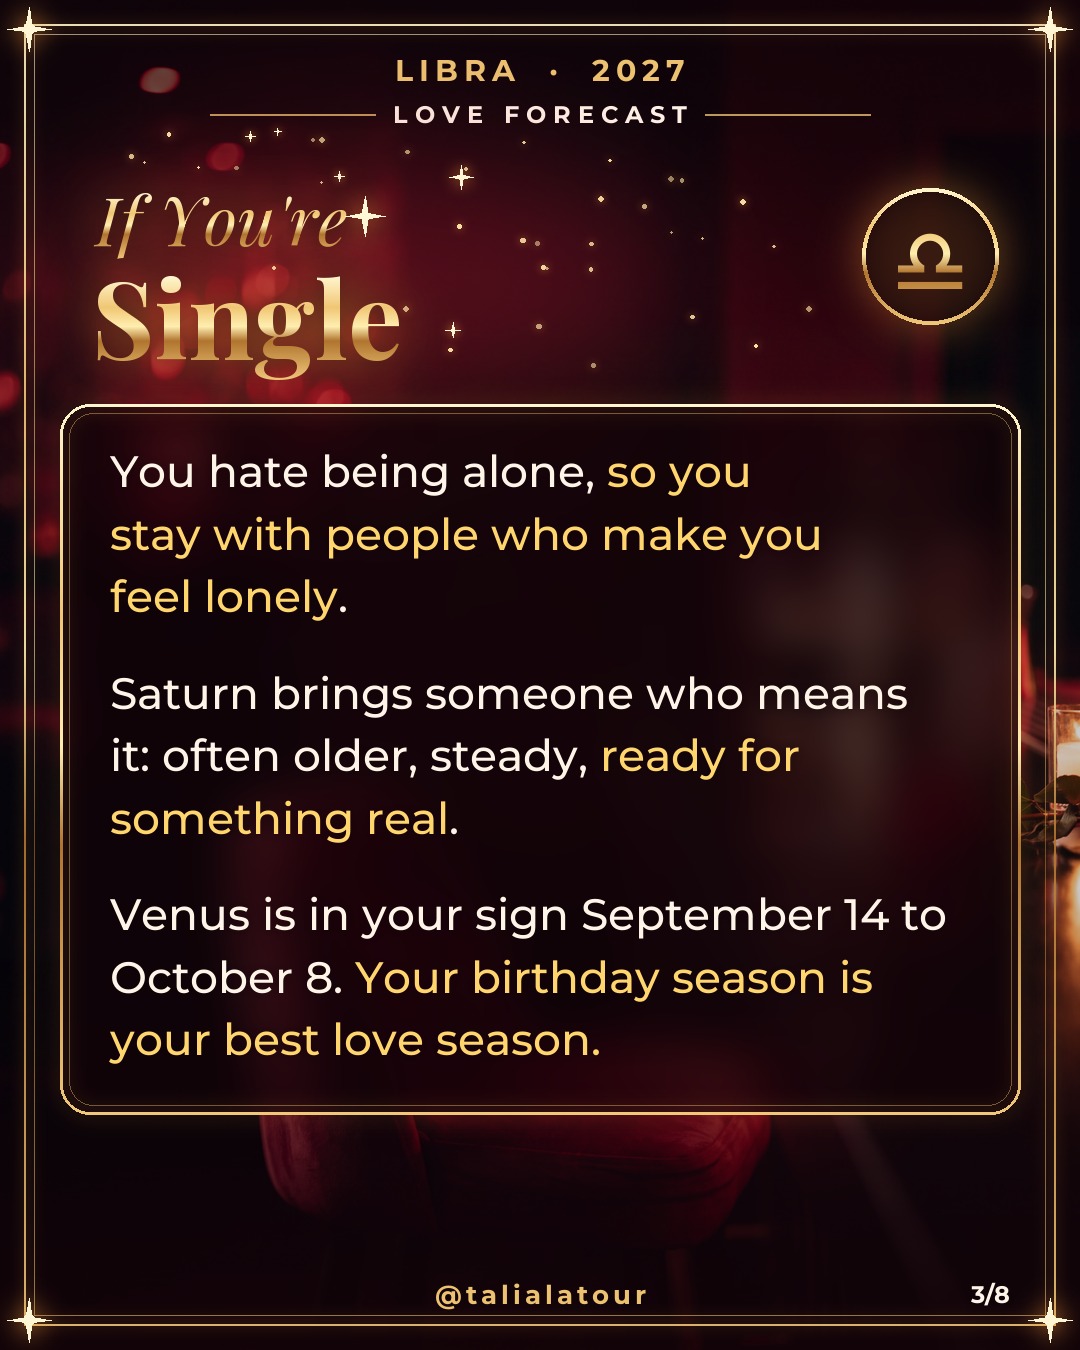 LIBRA · 2027
LOVE FORECAST
If You're
Single
♎
You hate being alone, so you
stay with people who make you
feel lonely.
Saturn brings someone who means
it: often older, steady, ready for
something real.
Venus is in your sign September 14 to
October 8. Your birthday season is
your best love season.
@talialatour
3/8